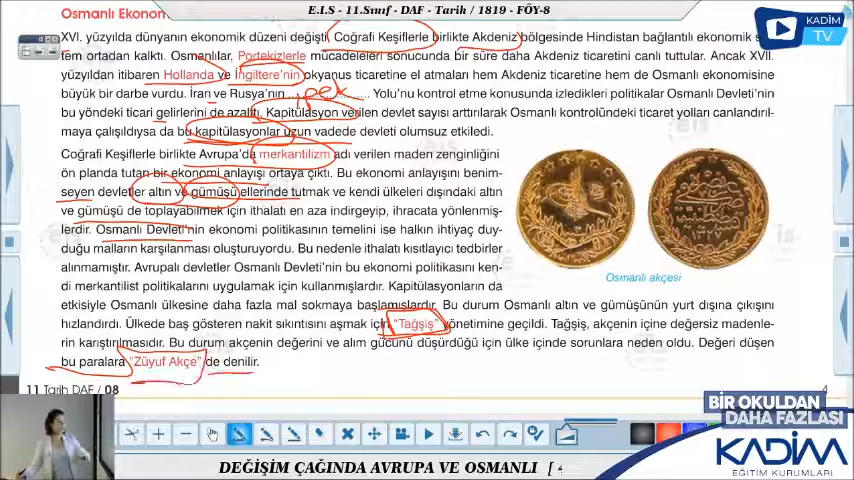 E.I.S - 11.Sınıf - DAF - Tarih / 1819 - FÖY-8
KADİM
TV
Osmanlı Ekonom
XVI. yüzyılda dünyanın ekonomik düzeni değişti. Coğrafi Keşiflerle birlikte Akdeniz bölgesinde Hindistan bağlantılı ekonomik s
tem ortadan kalktı. Osmanlılar, Portekizlerle mücadeleleri sonucunda bir süre daha Akdeniz ticaretini canlı tuttular. Ancak XVII.
yüzyıldan itibaren Hollanda ve İngiltere'nin okyanus ticaretine el atmaları hem Akdeniz ticaretine hem de Osmanlı ekonomisine
büyük bir darbe vurdu. İran ve Rusya'nın ... ipek ... Yolu'nu kontrol etme konusunda izledikleri politikalar Osmanlı Devleti'nin
bu yöndeki ticari gelirlerini de azalttı. Kapitülasyon verilen devlet sayısı arttırılarak Osmanlı kontrolündeki ticaret yolları canlandırıl-
maya çalışıldıysa da bu kapitülasyonlar uzun vadede devleti olumsuz etkiledi.
Coğrafi Keşiflerle birlikte Avrupa'da merkantilizm adı verilen maden zenginliğini
ön planda tutan bir ekonomi anlayışı ortaya çıktı. Bu ekonomi anlayışını benim-
seyen devletler altın ve gümüşü ellerinde tutmak ve kendi ülkeleri dışındaki altın
ve gümüşü de toplayabilmek için ithalatı en aza indirgeyip, ihracata yönlenmiş-
lerdir. Osmanlı Devleti'nin ekonomi politikasının temelini ise halkın ihtiyaç duy-
duğu malların karşılanması oluşturuyordu. Bu nedenle ithalatı kısıtlayıcı tedbirler
alınmamıştır. Avrupalı devletler Osmanlı Devleti'nin bu ekonomi politikasını ken-
di merkantilist politikalarını uygulamak için kullanmışlardır. Kapitülasyonların da
etkisiyle Osmanlı ülkesine daha fazla mal sokmaya başlamışlardır. Bu durum Osmanlı altın ve gümüşünün yurt dışına çıkışını
hızlandırdı. Ülkede baş gösteren nakit sıkıntısını aşmak için "Tağşiş" yönetimine geçildi. Tağşiş, akçenin içine değersiz madenle-
rin karıştırılmasıdır. Bu durum akçenin değerini ve alım gücünü düşürdüğü için ülke içinde sorunlara neden oldu. Değeri düşen
bu paralara "Züyuf Akçe" de denilir.
Osmanlı akçesi
11 Tarih DAF / 08
4
BİR OKULDAN
DAHA FAZLASI
KADİM
EĞİTİM KURUMLARI
DEĞİŞİM ÇAĞINDA AVRUPA VE OSMANLI [ 4